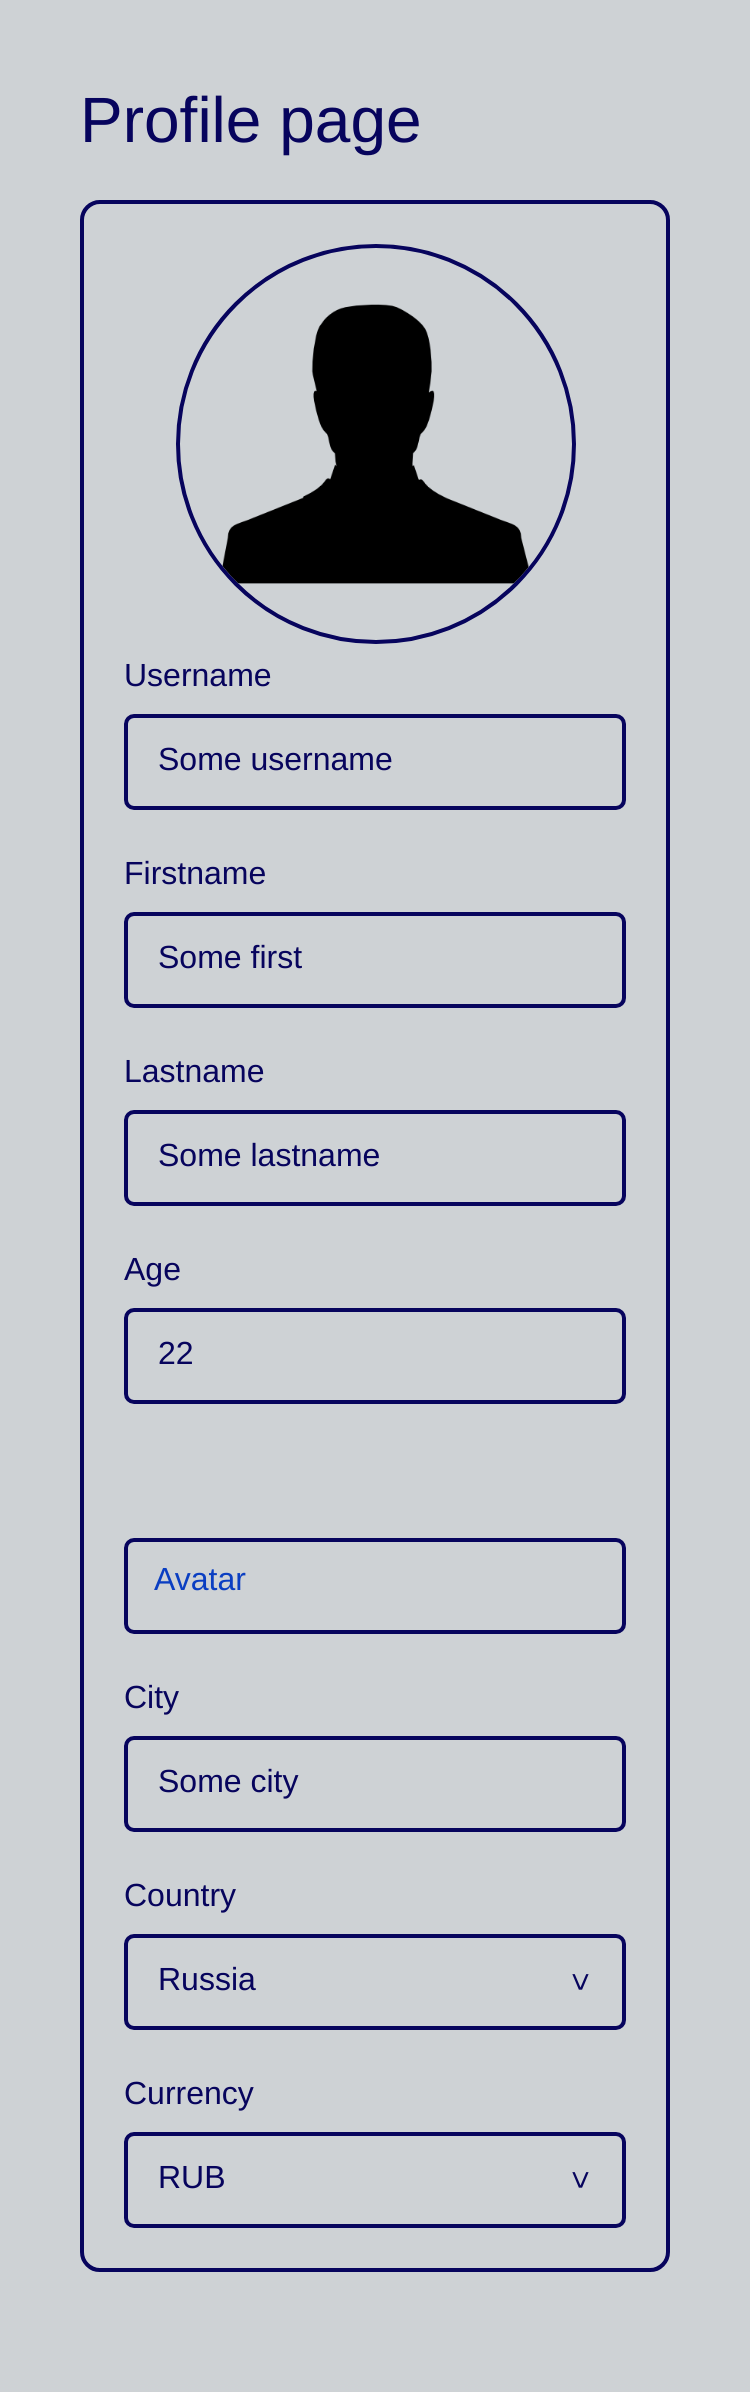 Profile page
Username
Some username
Firstname
Some first
Lastname
Some lastname
Age
22
Avatar
City
Some city
Country
Russia
Currency
RUB